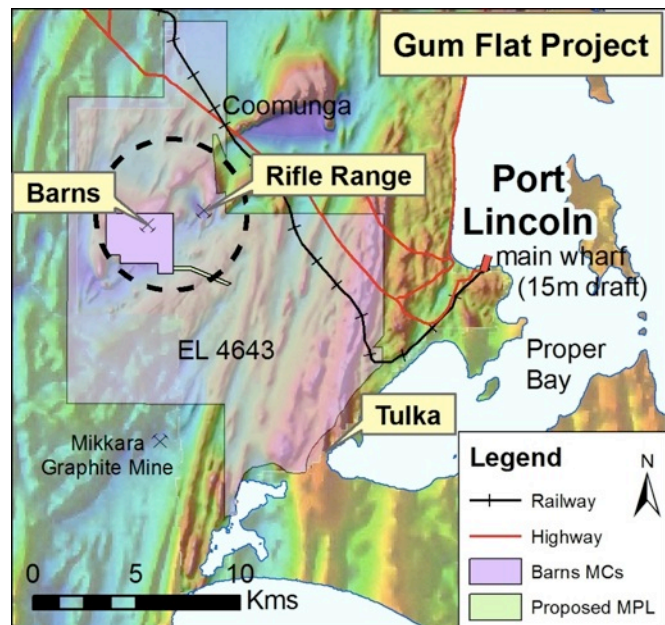 Gum Flat Project
Coomunga
Barns
Rifle Range
Port
Lincoln
main wharf
(15m draft)
EL 4643
Proper
Bay
Tulka
Mikkara
Graphite Mine
Legend
N
Railway
Highway
Barns MCs
Proposed MPL
0 5 10
Kms